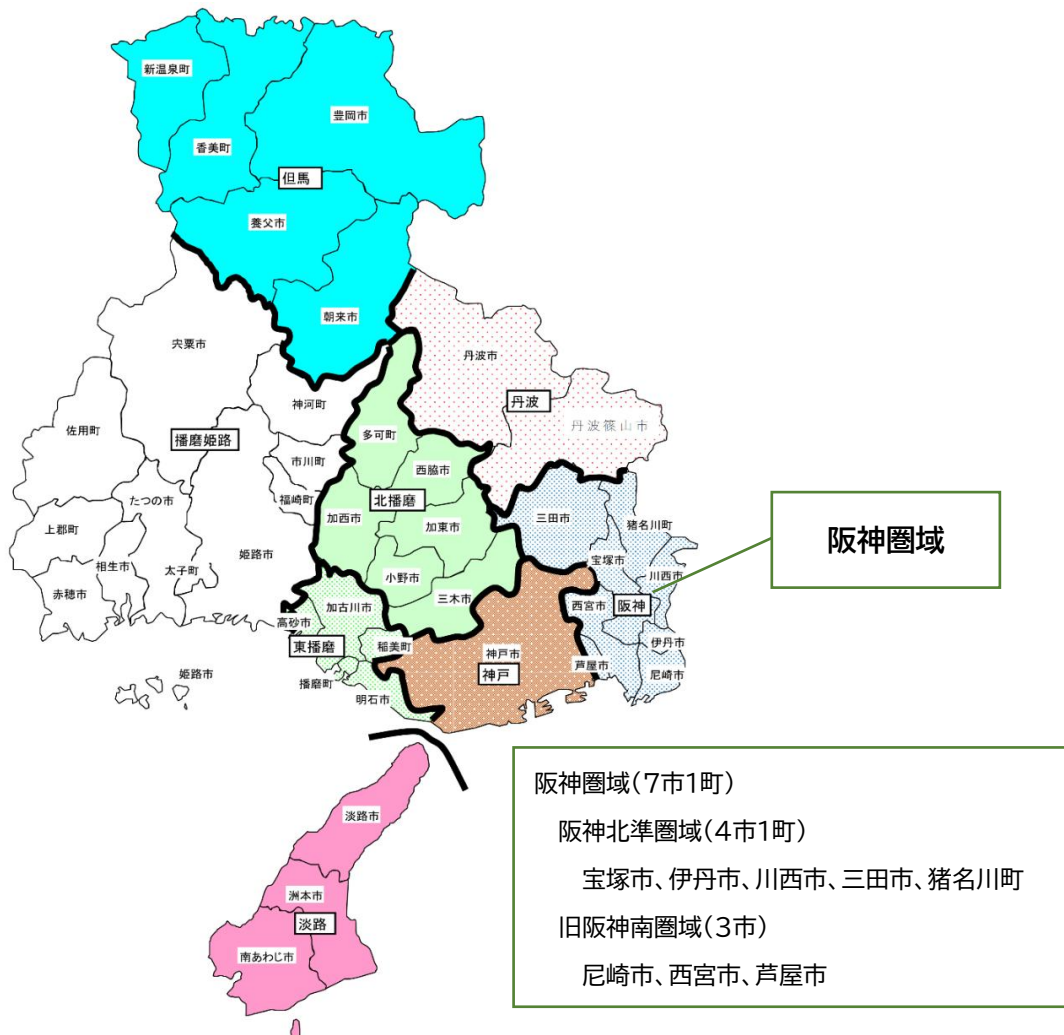 新温泉町
豊岡市
香美町
但馬
養父市
朝来市
宍粟市
丹波市
神河町
丹波
佐用町
多可町
丹波篠山市
播磨姫路
市川町
西脇市
たつの市
福崎町
北播磨
加西市
加東市
三田市
猪名川町
上郡町
姫路市
宝塚市
阪神圏域
相生市
太子町
小野市
川西市
赤穂市
三木市
西宮市
阪神
加古川市
高砂市
伊丹市
東播磨
稲美町
神戸市
芦屋市
神戸
尼崎市
姫路市
播磨町
明石市
淡路市
洲本市
淡路
南あわじ市
阪神圏域(7市1町)
阪神北準圏域(4市1町)
宝塚市、伊丹市、川西市、三田市、猪名川町
旧阪神南圏域(3市)
尼崎市、西宮市、芦屋市